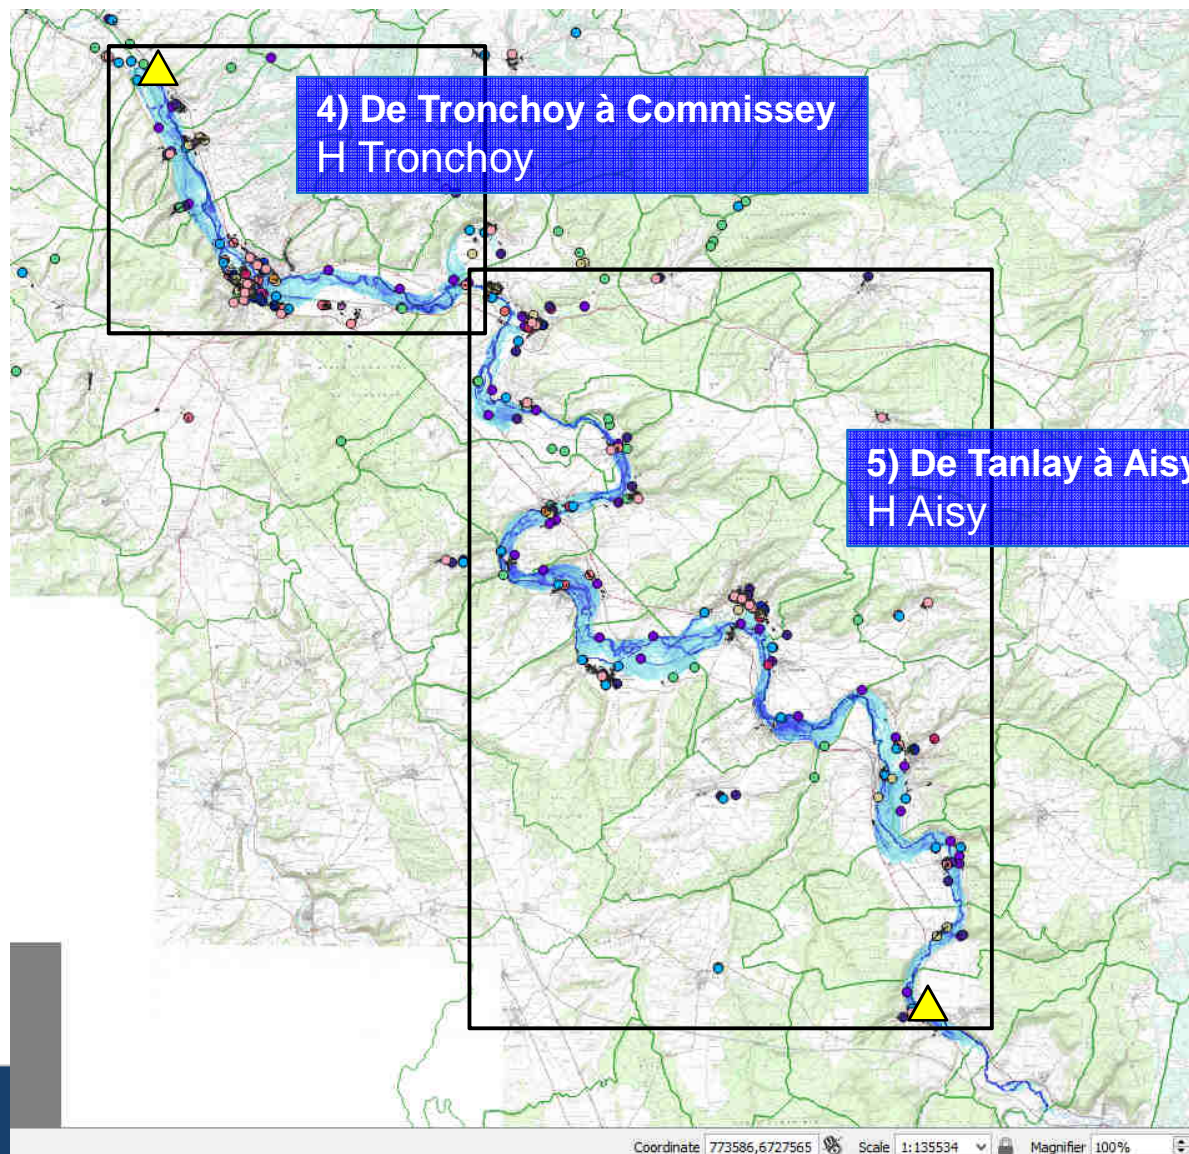 4) De Tronchoy à Commissey
H Tronchoy
5) De Tanlay à Aisy
H Aisy
Coordinate 773586,6727565 Scale 1:135534 Magnifier 100%